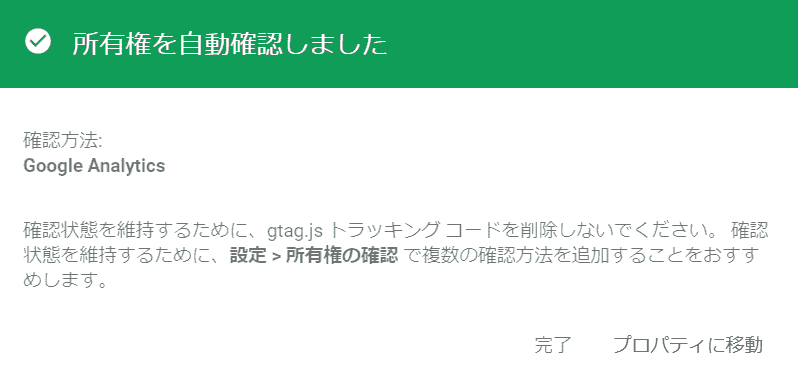 所有権を自動確認しました
確認方法:
Google Analytics
確認状態を維持するために、gtag.js トラッキング コードを削除しないでください。 確認
状態を維持するために、設定 > 所有権の確認 で複数の確認方法を追加することをおすす
めします。
完了 プロパティに移動